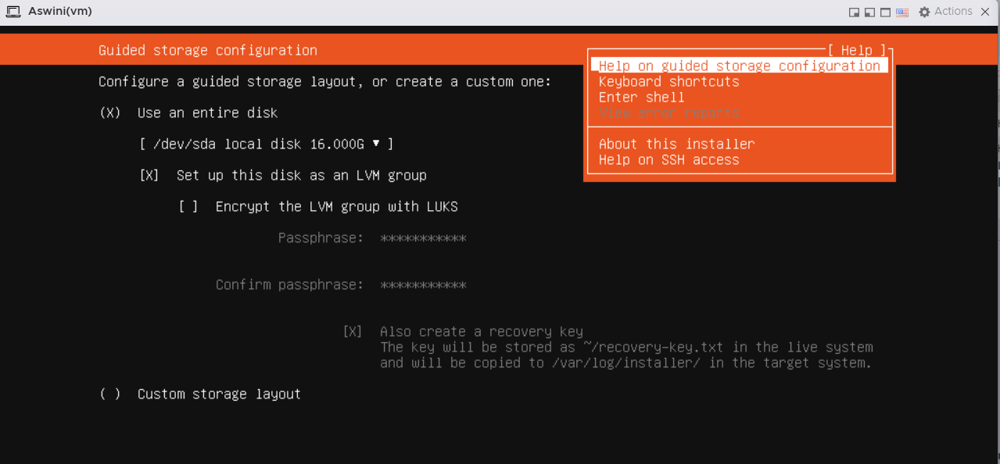 Aswini(vm)
Actions
Guided storage configuration
[ Help ]
Help on guided storage configuration
Configure a guided storage layout, or create a custom one:
Keyboard shortcuts
Enter shell
(X) Use an entire disk
View error reports
[ /dev/sda local disk 16.000G ▾ ]
About this installer
Help on SSH access
[X] Set up this disk as an LVM group
[ ] Encrypt the LVM group with LUKS
Passphrase: ***********
Confirm passphrase: ***********
[X] Also create a recovery key
The key will be stored as ~/recovery-key.txt in the live system
and will be copied to /var/log/installer/ in the target system.
( ) Custom storage layout